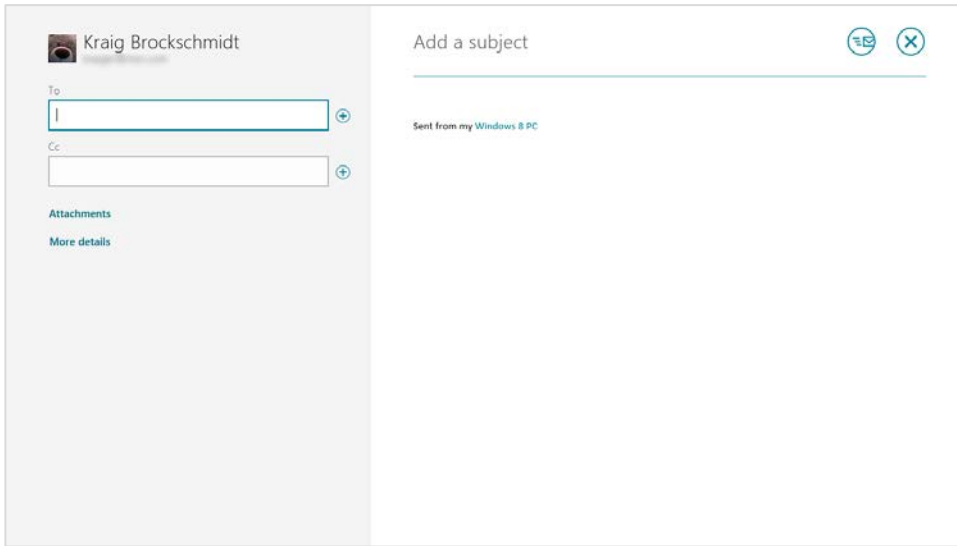 Kraig Brockschmidt
To
Cc
Attachments
More details
Add a subject
Sent from my Windows 8 PC